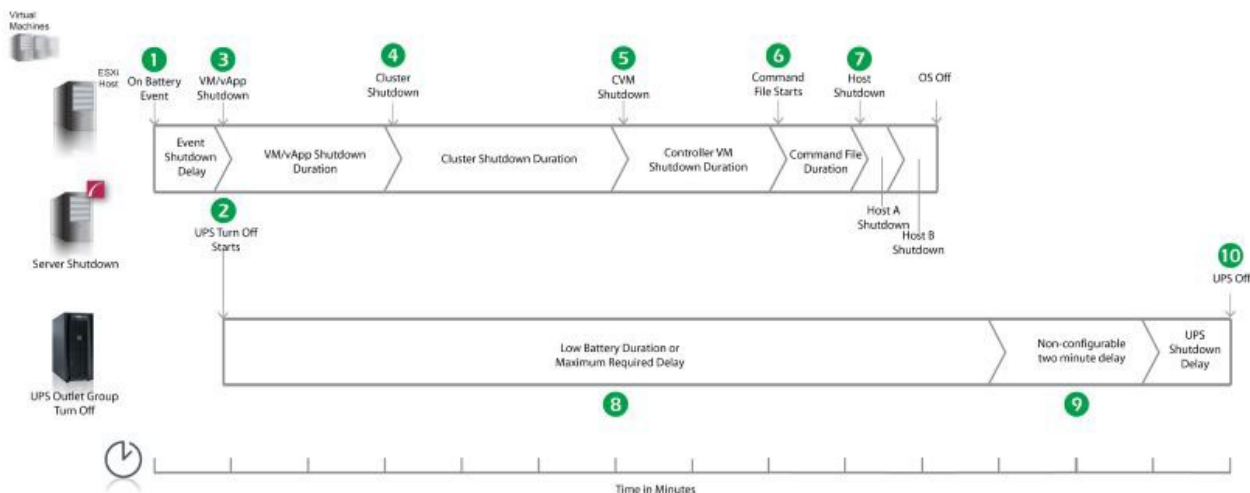 Virtual
Machines
ESXi
Host
1
On Battery
Event
3
VM/vApp
Shutdown
4
Cluster
Shutdown
5
CVM
Shutdown
6
Command
File Starts
7
Host
Shutdown
OS Off
Event
Shutdown
Delay
VM/vApp Shutdown
Duration
Cluster Shutdown Duration
Controller VM
Shutdown Duration
Command File
Duration
Host A
Shutdown
Host B
Shutdown
2
UPS Turn Off
Starts
Server Shutdown
10
UPS Off
Low Battery Duration or
Maximum Required Delay
Non-configurable
two minute delay
UPS
Shutdown
Delay
8
9
UPS Outlet Group
Turn Off
Time in Minutes